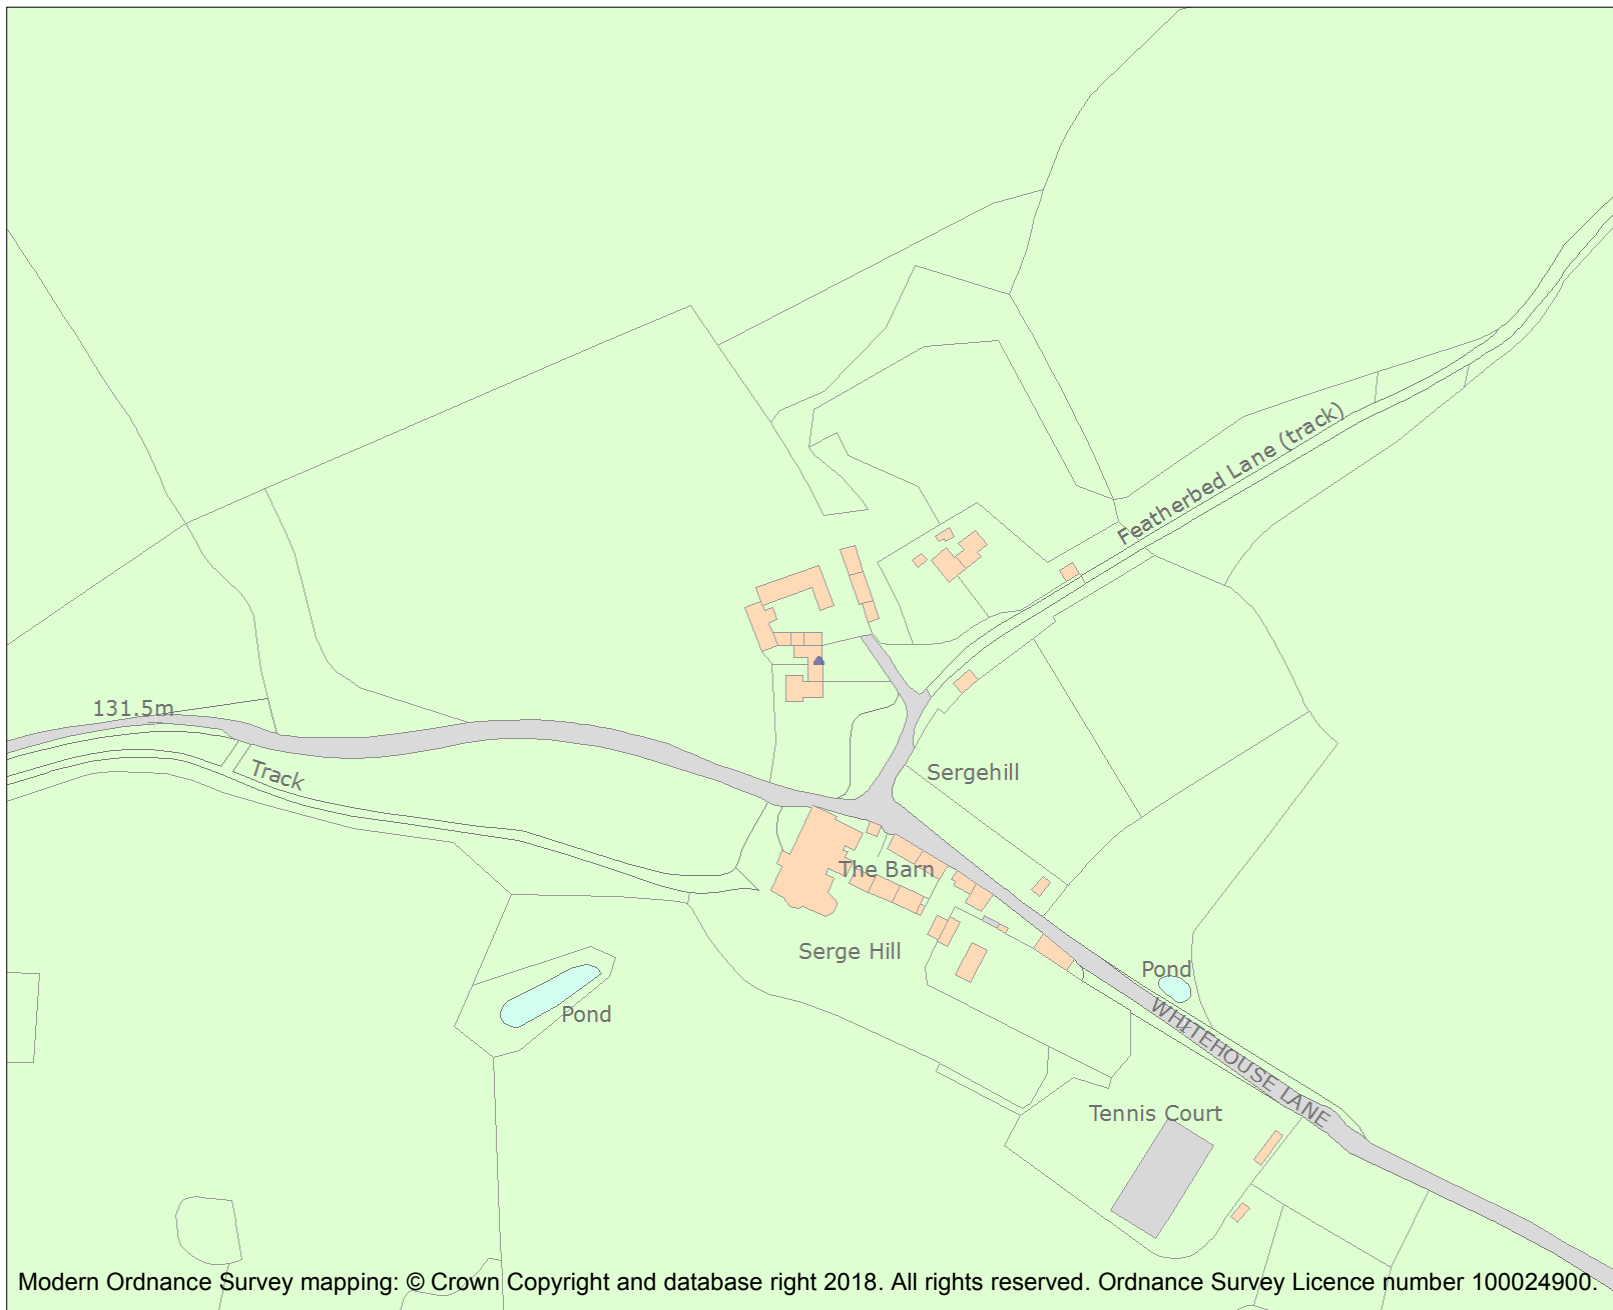 Featherbed Lane (track)
131.5m
Track
Sergehill
The Barn
Serge Hill
Pond
Pond
WHITEHOUSE LANE
Tennis Court
Modern Ordnance Survey mapping: © Crown Copyright and database right 2018. All rights reserved. Ordnance Survey Licence number 100024900.